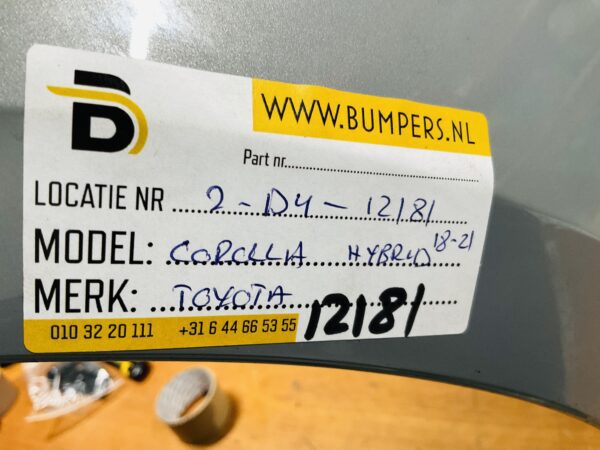 B
WWW.BUMPERS.NL
Part nr.
LOCATIE NR 2-D4-12181
MODEL: COROLLA HYBRID 18-21
MERK: TOYOTA
010 32 20 111 +31 6 44 66 53 55 12181